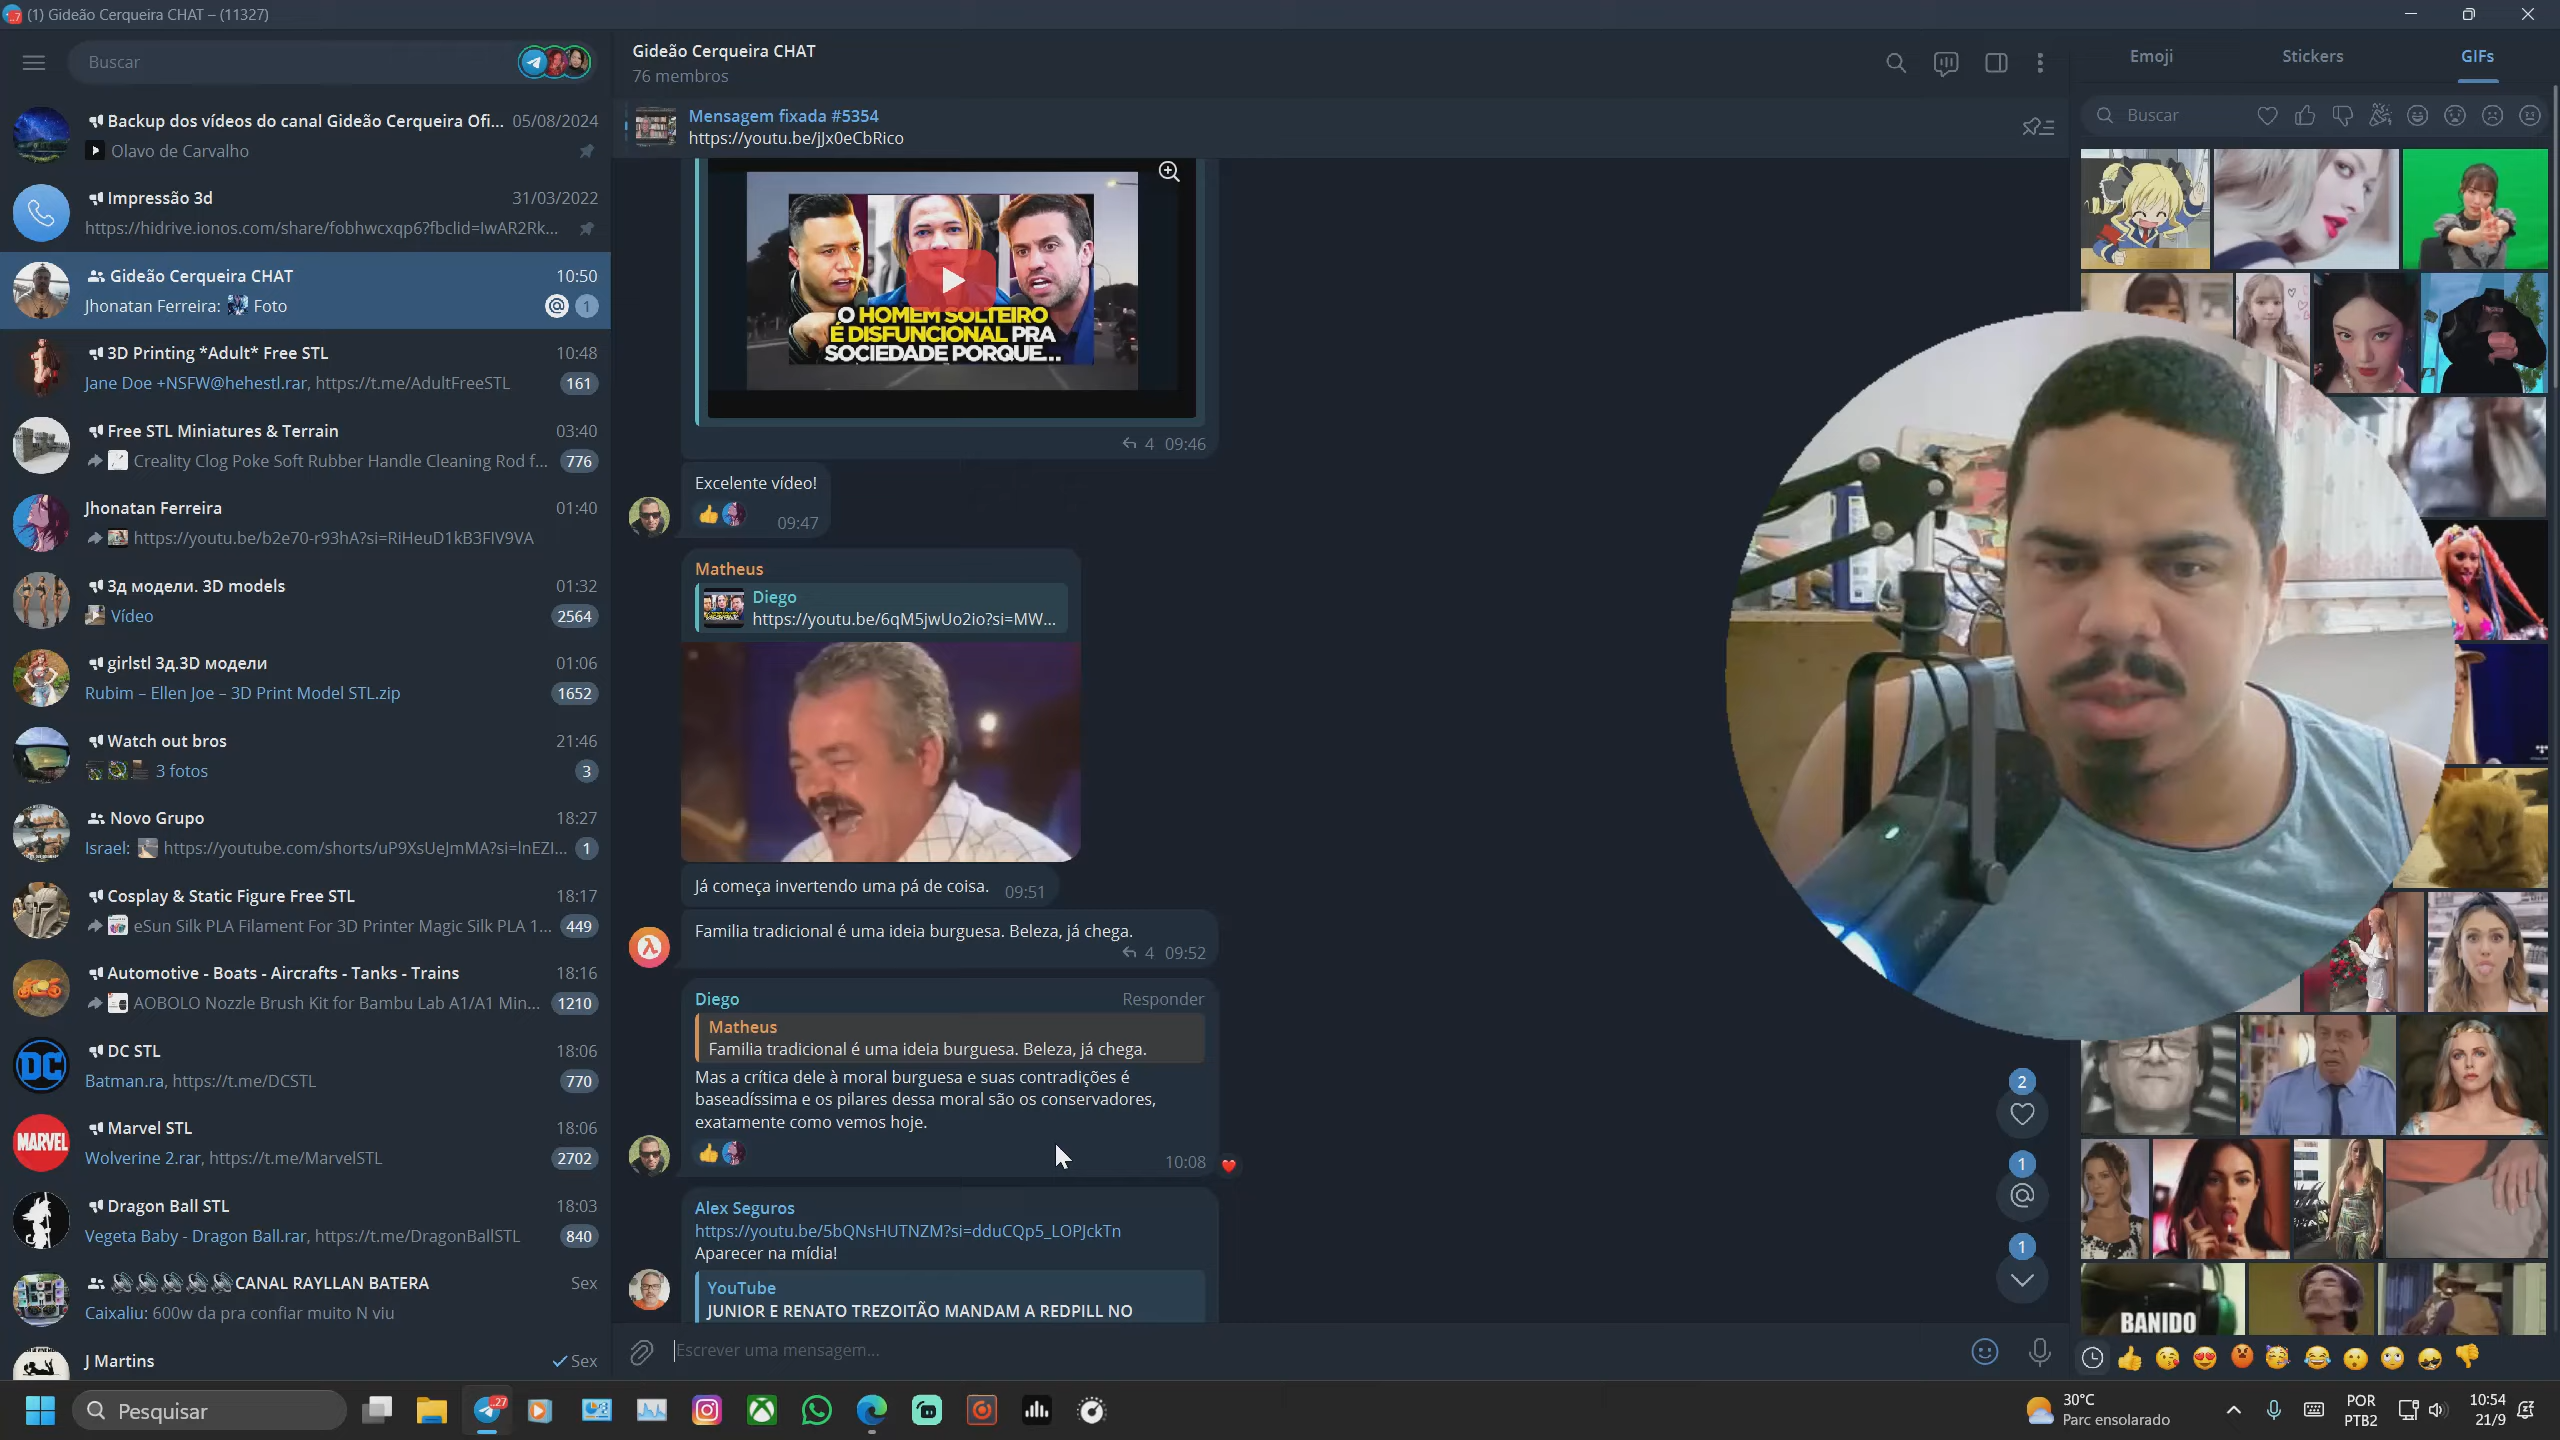 (1) Gideão Cerqueira CHAT – (11327)
Buscar
Backup dos vídeos do canal Gideão Cerqueira Ofi... 05/08/2024
Olavo de Carvalho
Impressão 3d 31/03/2022
https://hidrive.ionos.com/share/fobhwcxqp6?fbclid=IwAR2Rk...
Gideão Cerqueira CHAT 10:50
Jhonatan Ferreira: Foto @ 1
3D Printing *Adult* Free STL 10:48
Jane Doe +NSFW@hehestl.rar, https://t.me/AdultFreeSTL 161
Free STL Miniatures & Terrain 03:40
Creality Clog Poke Soft Rubber Handle Cleaning Rod f... 776
Jhonatan Ferreira 01:40
https://youtu.be/b2e70-r93hA?si=RiHeuD1kB3FIV9VA
3д модели. 3D models 01:32
Vídeo 2564
girlstl 3д.3D модели 01:06
Rubim – Ellen Joe – 3D Print Model STL.zip 1652
Watch out bros 21:46
3 fotos 3
Novo Grupo 18:27
Israel: https://youtube.com/shorts/uP9XsUeJmMA?si=lnEZI... 1
Cosplay & Static Figure Free STL 18:17
eSun Silk PLA Filament For 3D Printer Magic Silk PLA 1... 449
Automotive - Boats - Aircrafts - Tanks - Trains 18:16
AOBOLO Nozzle Brush Kit for Bambu Lab A1/A1 Min... 1210
DC STL 18:06
Batman.ra, https://t.me/DCSTL 770
MARVEL
Marvel STL 18:06
Wolverine 2.rar, https://t.me/MarvelSTL 2702
Dragon Ball STL 18:03
Vegeta Baby - Dragon Ball.rar, https://t.me/DragonBallSTL 840
CANAL RAYLLAN BATERA Sex
Caixaliu: 600w da pra confiar muito N viu
J Martins Sex
Gideão Cerqueira CHAT
76 membros
Mensagem fixada #5354
https://youtu.be/jJx0eCbRico
O HOMEM SOLTEIRO
É DISFUNCIONAL PRA
SOCIEDADE PORQUE...
4 09:46
Excelente vídeo!
09:47
Matheus
Diego
https://youtu.be/6qM5jwUo2io?si=MW...
Já começa invertendo uma pá de coisa. 09:51
Familia tradicional é uma ideia burguesa. Beleza, já chega.
4 09:52
Diego Responder
Matheus
Familia tradicional é uma ideia burguesa. Beleza, já chega.
Mas a crítica dele à moral burguesa e suas contradições é
baseadíssima e os pilares dessa moral são os conservadores,
exatamente como vemos hoje.
10:08
Alex Seguros
https://youtu.be/5bQNsHUTNZM?si=dduCQp5_LOPJckTn
Aparecer na mídia!
YouTube
JUNIOR E RENATO TREZOITÃO MANDAM A REDPILL NO
2
1
@
1
Escrever uma mensagem...
Emoji Stickers GIFs
Buscar
BANIDO
Pesquisar
..27
30°C
Parc ensolarado
POR
PTB2
10:54
21/9